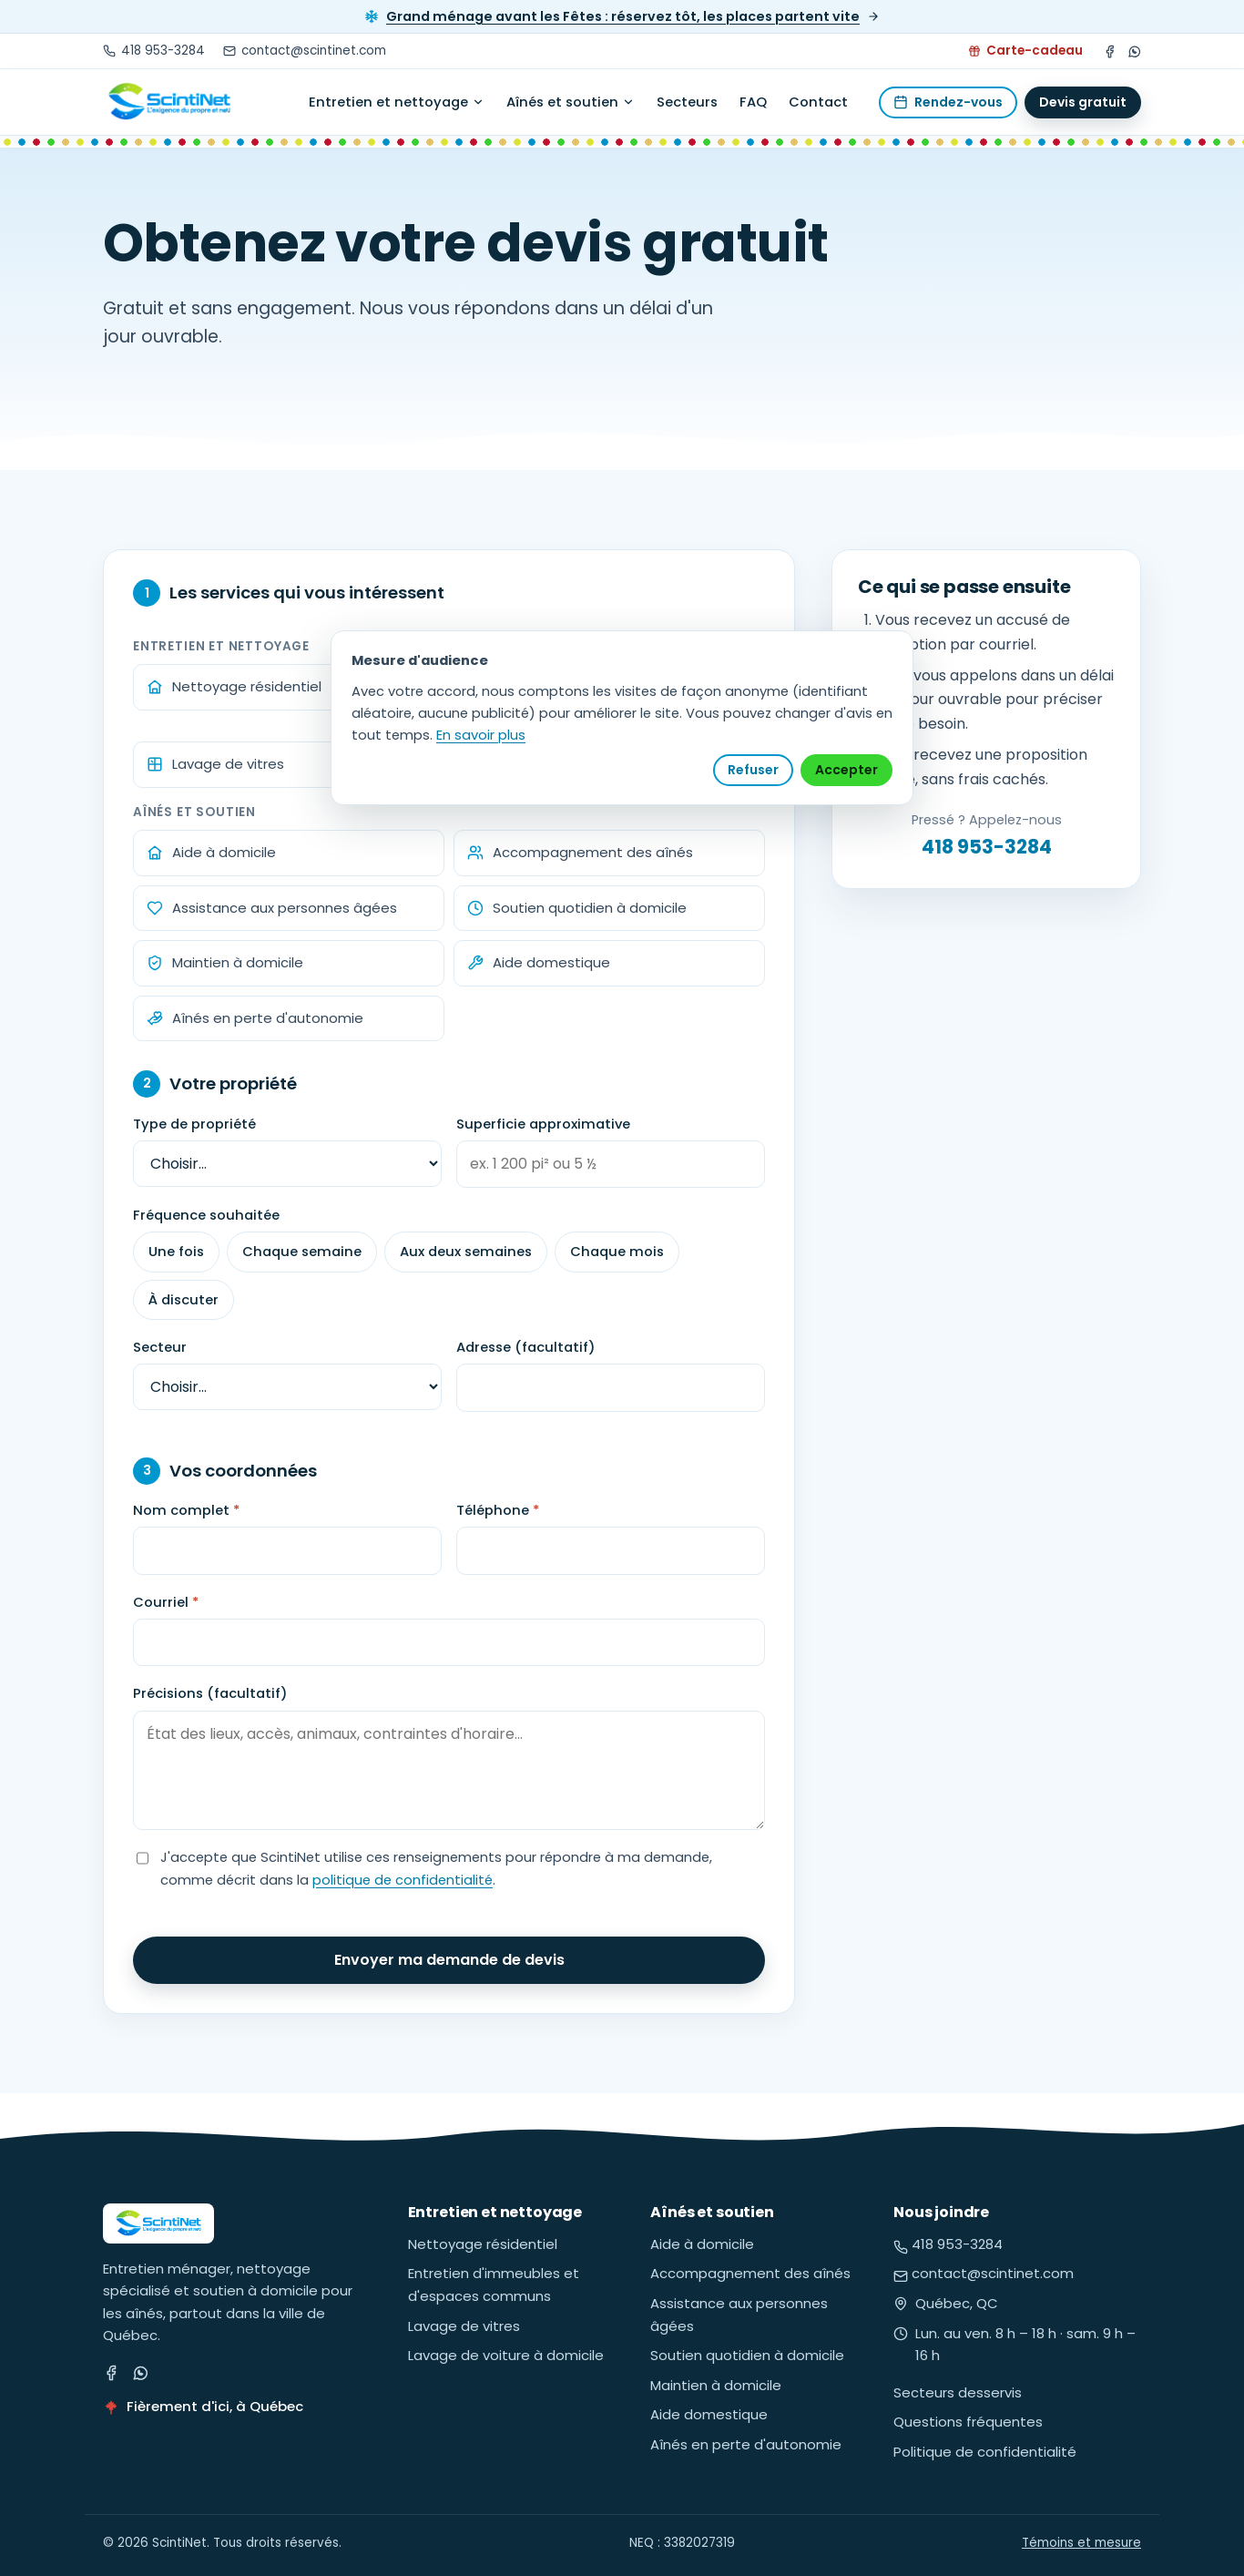 Grand ménage avant les Fêtes : réservez tôt, les places partent vite
418 953-3284
contact@scintinet.com
Carte-cadeau
ScintiNet
L'exigence du propre et net
Entretien et nettoyage
Aînés et soutien
Secteurs
FAQ
Contact
Rendez-vous
Devis gratuit
Obtenez votre devis gratuit
Gratuit et sans engagement. Nous vous répondons dans un délai d'un
jour ouvrable.
1 Les services qui vous intéressent
ENTRETIEN ET NETTOYAGE
Nettoyage résidentiel
Lavage de vitres
Mesure d'audience
Avec votre accord, nous comptons les visites de façon anonyme (identifiant
aléatoire, aucune publicité) pour améliorer le site. Vous pouvez changer d'avis en
tout temps. En savoir plus
Refuser
Accepter
AÎNÉS ET SOUTIEN
Aide à domicile
Accompagnement des aînés
Assistance aux personnes âgées
Soutien quotidien à domicile
Maintien à domicile
Aide domestique
Aînés en perte d'autonomie
2 Votre propriété
Type de propriété
Superficie approximative
Choisir...
ex. 1 200 pi² ou 5 ½
Fréquence souhaitée
Une fois
Chaque semaine
Aux deux semaines
Chaque mois
À discuter
Secteur
Adresse (facultatif)
Choisir...
3 Vos coordonnées
Nom complet *
Téléphone *
Courriel *
Précisions (facultatif)
État des lieux, accès, animaux, contraintes d'horaire...
J'accepte que ScintiNet utilise ces renseignements pour répondre à ma demande,
comme décrit dans la politique de confidentialité.
Envoyer ma demande de devis
Ce qui se passe ensuite
1. Vous recevez un accusé de
ption par courriel.
vous appelons dans un délai
our ouvrable pour préciser
besoin.
recevez une proposition
, sans frais cachés.
Pressé ? Appelez-nous
418 953-3284
ScintiNet
L'exigence du propre et net
Entretien ménager, nettoyage
spécialisé et soutien à domicile pour
les aînés, partout dans la ville de
Québec.
Fièrement d'ici, à Québec
Entretien et nettoyage
Nettoyage résidentiel
Entretien d'immeubles et
d'espaces communs
Lavage de vitres
Lavage de voiture à domicile
Aînés et soutien
Aide à domicile
Accompagnement des aînés
Assistance aux personnes
âgées
Soutien quotidien à domicile
Maintien à domicile
Aide domestique
Aînés en perte d'autonomie
Nous joindre
418 953-3284
contact@scintinet.com
Québec, QC
Lun. au ven. 8 h – 18 h · sam. 9 h –
16 h
Secteurs desservis
Questions fréquentes
Politique de confidentialité
© 2026 ScintiNet. Tous droits réservés.
NEQ : 3382027319
Témoins et mesure